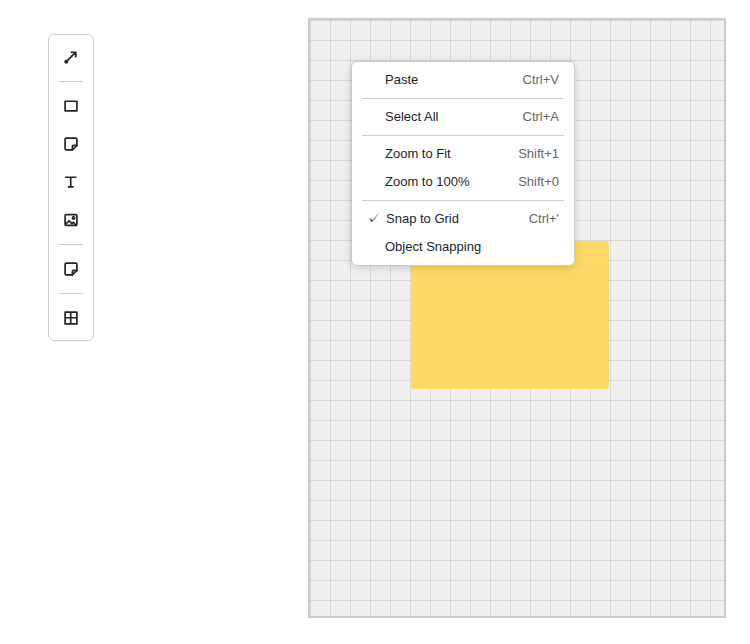 Paste Ctrl+V
Select All Ctrl+A
Zoom to Fit Shift+1
Zoom to 100% Shift+0
✓ Snap to Grid Ctrl+'
Object Snapping